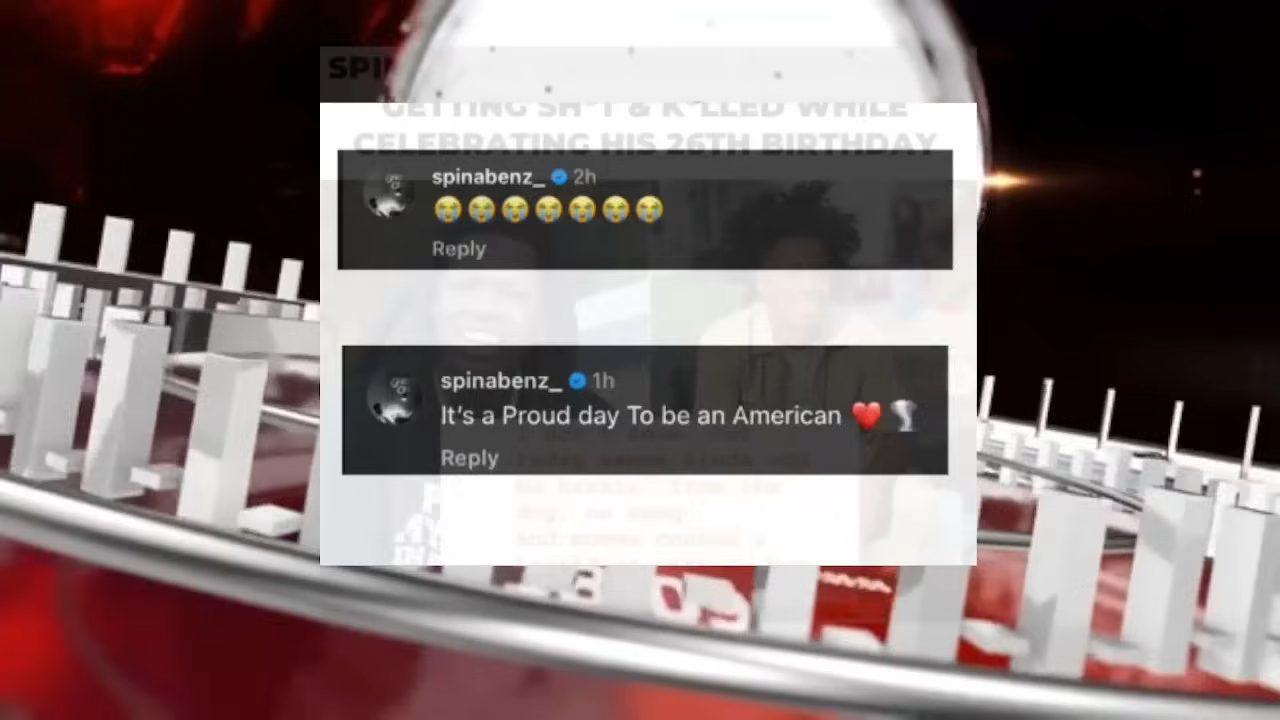 SPIN
GETTING SH*T & K*LLED WHILE
CELEBRATING HIS 26TH BIRTHDAY
spinabenz_ 2h
😭😭😭😭😭😭😭
Reply
spinabenz_ 1h
It's a Proud day To be an American ❤️🌪️
Reply